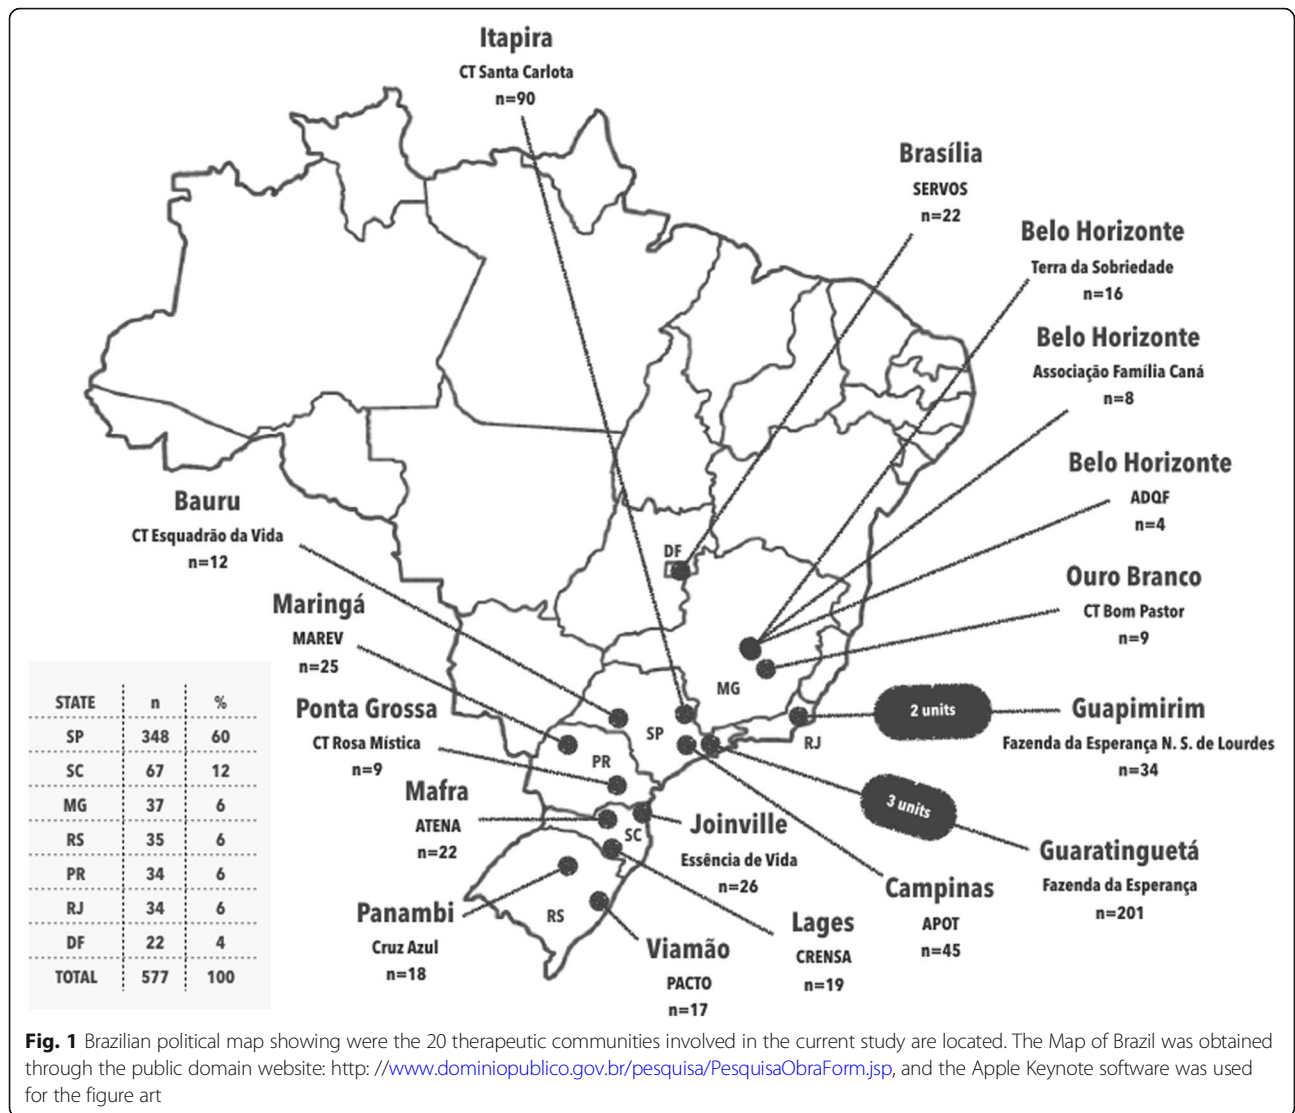 Itapira
CT Santa Carlota
n=90
Brasília
SERVOS
n=22
Belo Horizonte
Terra da Sobriedade
n=16
Belo Horizonte
Associação Família Caná
n=8
Belo Horizonte
ADQF
n=4
Ouro Branco
CT Bom Pastor
n=9
Guapimirim
Fazenda da Esperança N. S. de Lourdes
n=34
2 units
Guaratinguetá
Fazenda da Esperança
n=201
3 units
Campinas
APOT
n=45
Lages
CRENSA
n=19
Joinville
Essência de Vida
n=26
Viamão
PACTO
n=17
Panambi
Cruz Azul
n=18
Mafra
ATENA
n=22
Ponta Grossa
CT Rosa Mística
n=9
Maringá
MAREV
n=25
Bauru
CT Esquadrão da Vida
n=12
DF
MG
SP
RJ
PR
SC
RS
STATE n %
SP 348 60
SC 67 12
MG 37 6
RS 35 6
PR 34 6
RJ 34 6
DF 22 4
TOTAL 577 100
Fig. 1 Brazilian political map showing were the 20 therapeutic communities involved in the current study are located. The Map of Brazil was obtained
through the public domain website: http: //www.dominiopublico.gov.br/pesquisa/PesquisaObraForm.jsp, and the Apple Keynote software was used
for the figure art